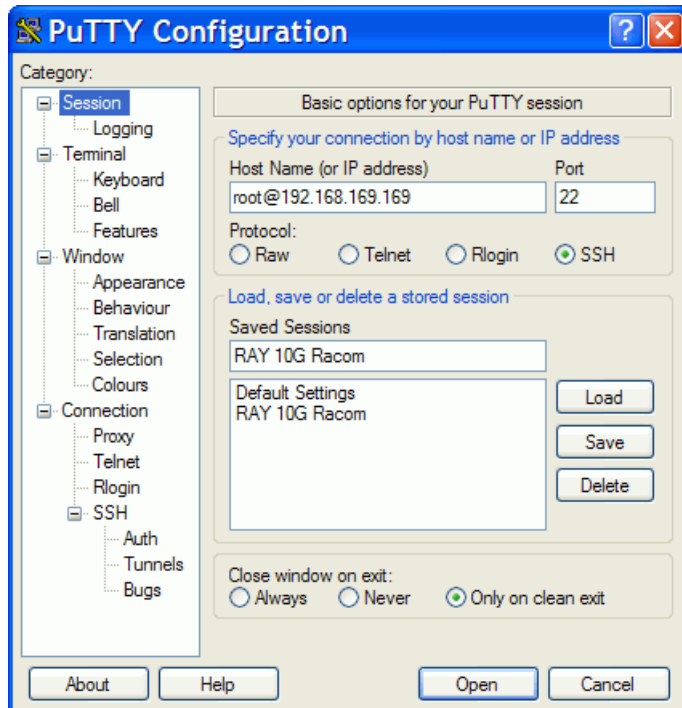 PuTTY Configuration
Category:
Session
Logging
Terminal
Keyboard
Bell
Features
Window
Appearance
Behaviour
Translation
Selection
Colours
Connection
Proxy
Telnet
Rlogin
SSH
Auth
Tunnels
Bugs
Basic options for your PuTTY session
Specify your connection by host name or IP address
Host Name (or IP address) Port
root@192.168.169.169 22
Protocol:
Raw Telnet Rlogin SSH
Load, save or delete a stored session
Saved Sessions
RAY 10G Racom
Default Settings
RAY 10G Racom
Load
Save
Delete
Close window on exit:
Always Never Only on clean exit
About Help Open Cancel